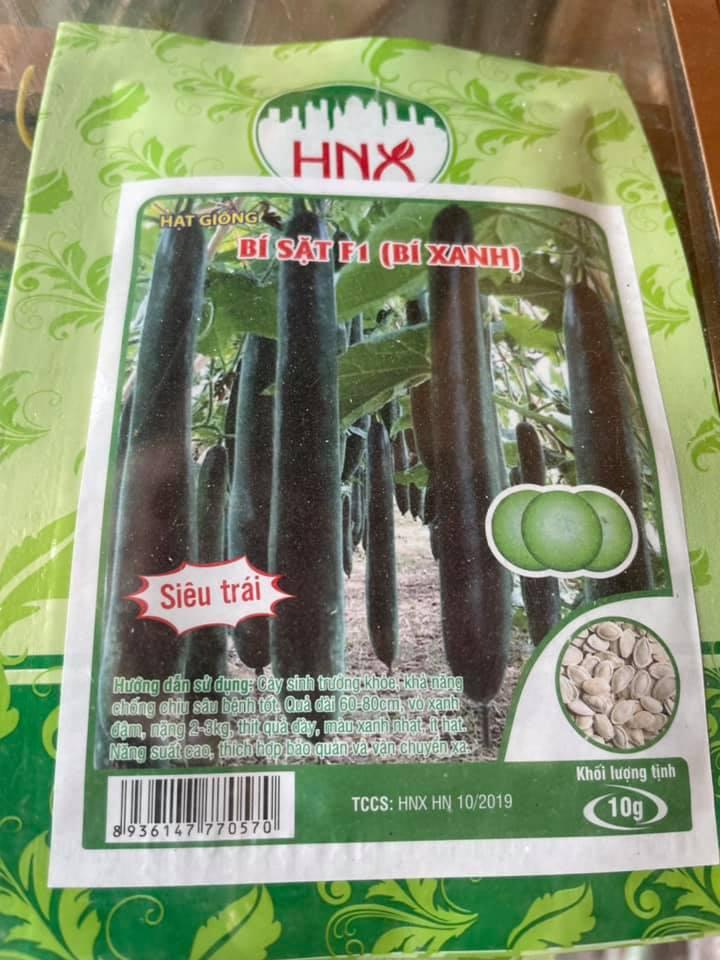 HNX
HẠT GIỐNG
BÍ SẶT F1 (BÍ XANH)
Siêu trái
Hướng dẫn sử dụng: Cây sinh trưởng khỏe, khả năng
chống chịu sâu bệnh tốt. Quả dài 60-80cm, vỏ xanh
đậm, nặng 2-3kg, thịt quả dày, màu xanh nhạt, ít hạt.
Năng suất cao, thích hợp bảo quản và vận chuyển xa.
8 936147 770570
TCCS: HNX HN 10/2019
Khối lượng tịnh
10g